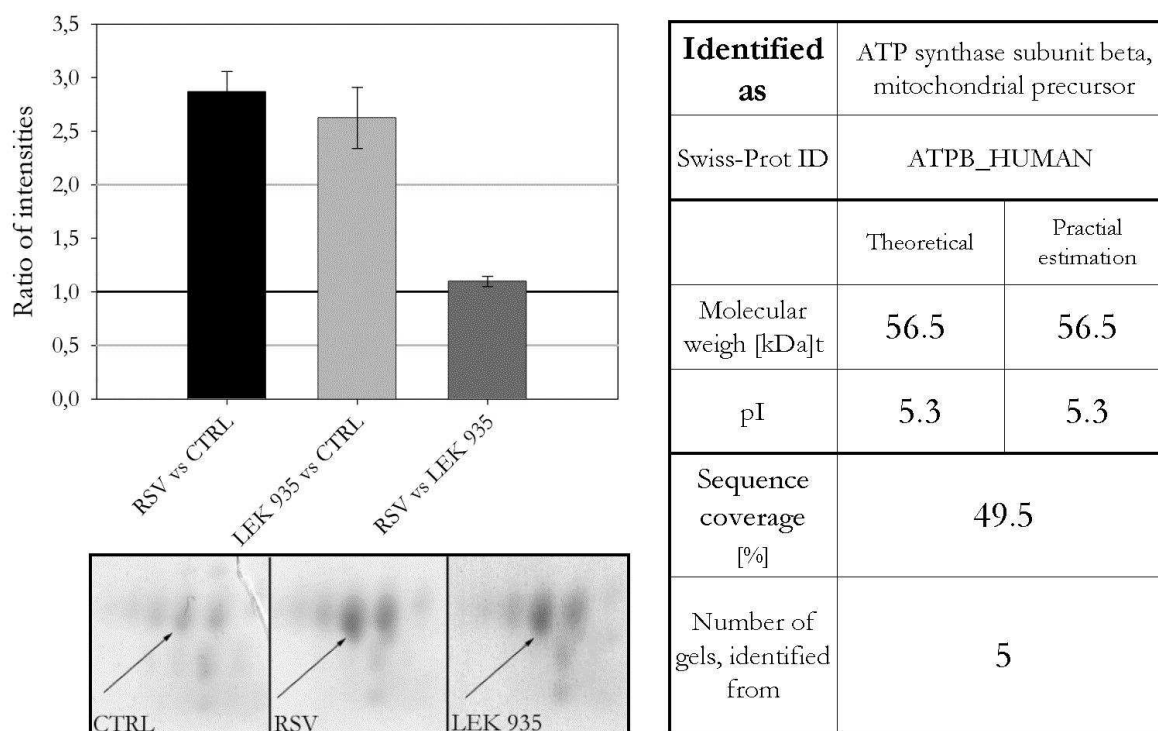 3,5
3,0
2,5
2,0
1,5
1,0
0,5
0,0
Ratio of intensities
RSV vs CTRL
LEK 935 vs CTRL
RSV vs LEK 935
CTRL
RSV
LEK 935
Identified
as
ATP synthase subunit beta,
mitochondrial precursor
Swiss-Prot ID
ATPB_HUMAN
Theoretical
Practial
estimation
Molecular
weigh [kDa]t
56.5
56.5
pI
5.3
5.3
Sequence
coverage
[%]
49.5
Number of
gels, identified
from
5